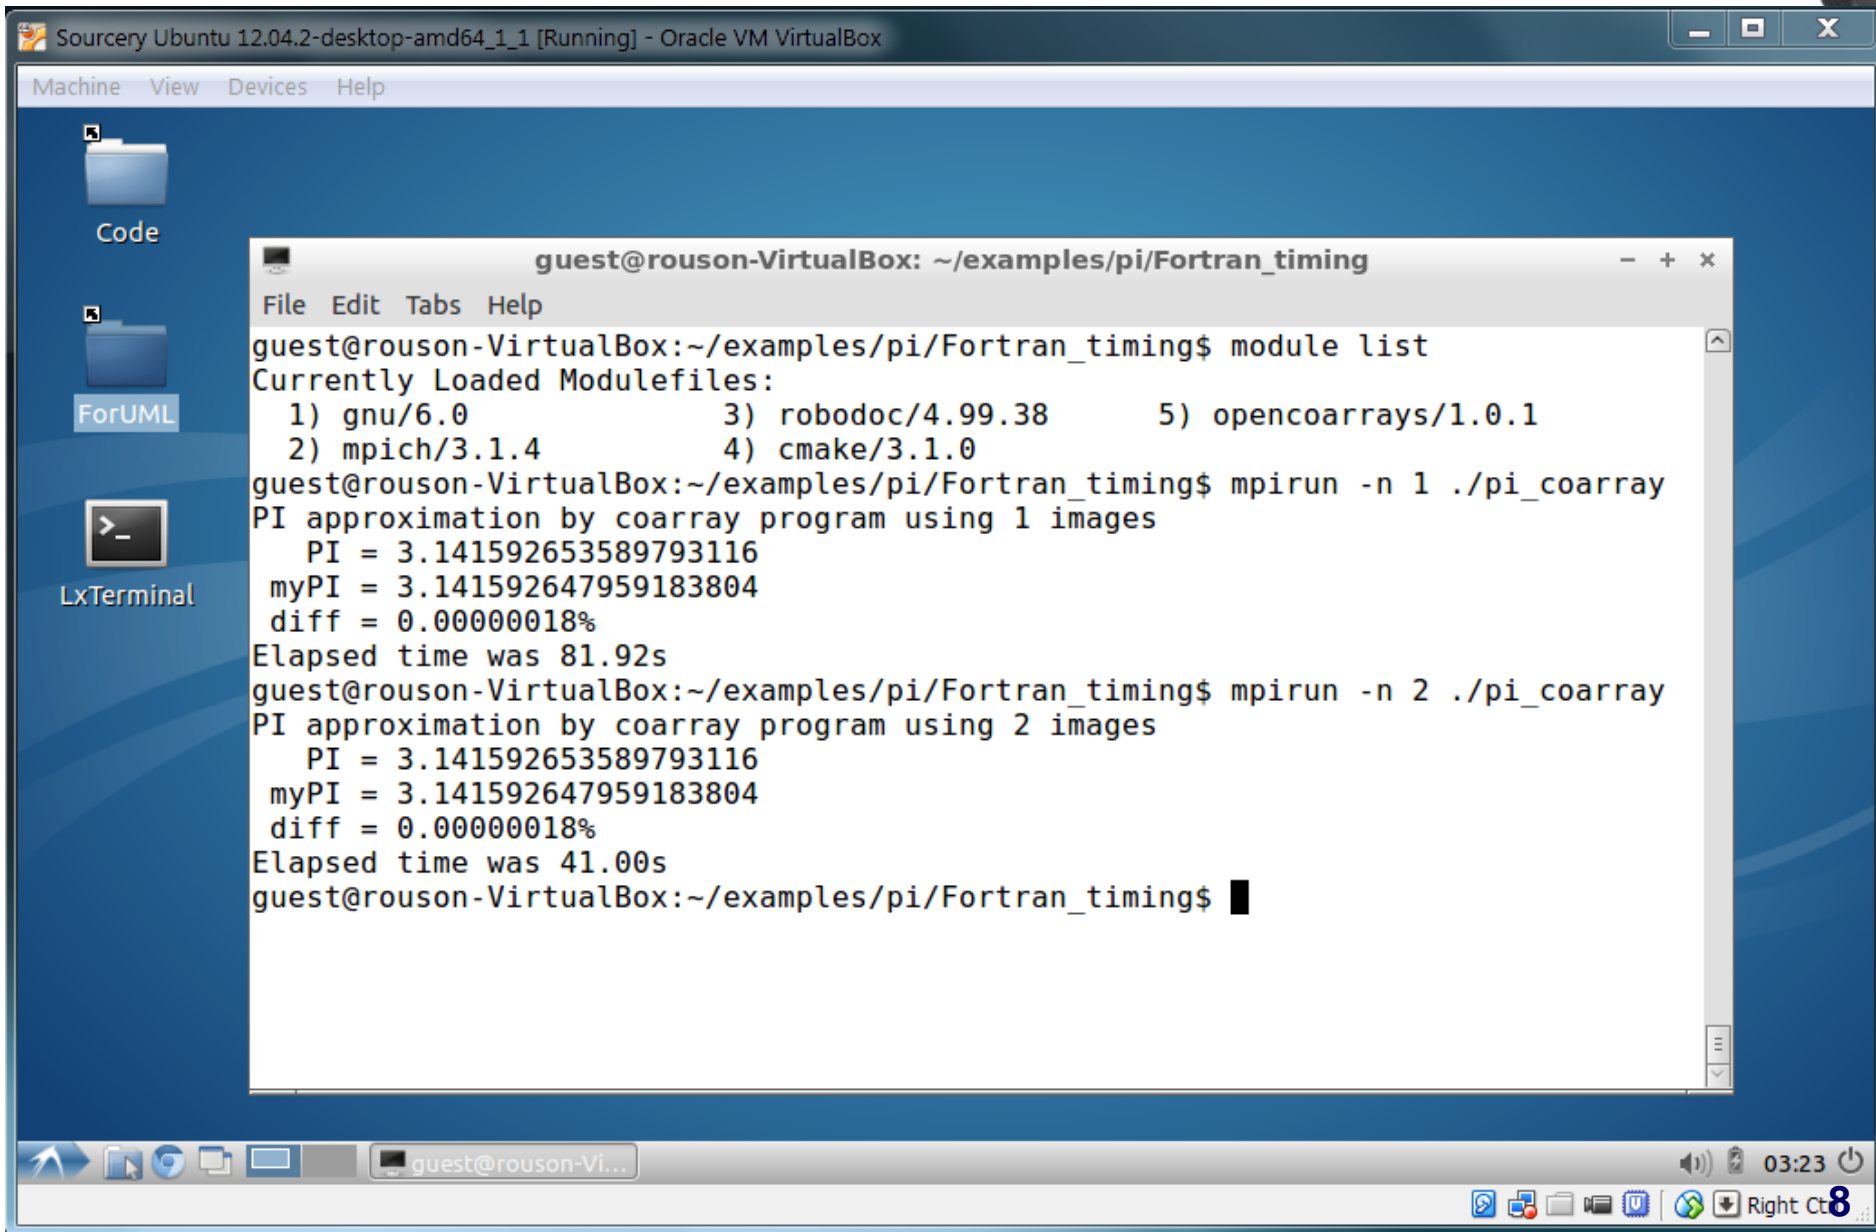 Sourcery Ubuntu 12.04.2-desktop-amd64_1_1 [Running] - Oracle VM VirtualBox
Machine View Devices Help
Code
ForUML
LxTerminal
guest@rouson-VirtualBox: ~/examples/pi/Fortran_timing
File Edit Tabs Help
guest@rouson-VirtualBox:~/examples/pi/Fortran_timing$ module list
Currently Loaded Modulefiles:
  1) gnu/6.0              3) robodoc/4.99.38      5) opencoarrays/1.0.1
  2) mpich/3.1.4          4) cmake/3.1.0
guest@rouson-VirtualBox:~/examples/pi/Fortran_timing$ mpirun -n 1 ./pi_coarray
PI approximation by coarray program using 1 images
   PI = 3.141592653589793116
 myPI = 3.141592647959183804
 diff = 0.00000018%
Elapsed time was 81.92s
guest@rouson-VirtualBox:~/examples/pi/Fortran_timing$ mpirun -n 2 ./pi_coarray
PI approximation by coarray program using 2 images
   PI = 3.141592653589793116
 myPI = 3.141592647959183804
 diff = 0.00000018%
Elapsed time was 41.00s
guest@rouson-VirtualBox:~/examples/pi/Fortran_timing$
guest@rouson-Vi...
03:23
Right Ct
8